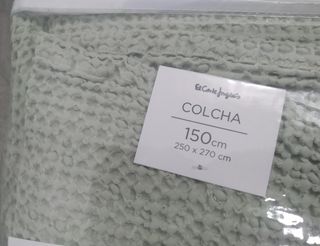 El Corte Inglés
COLCHA
150cm
250 x 270 cm